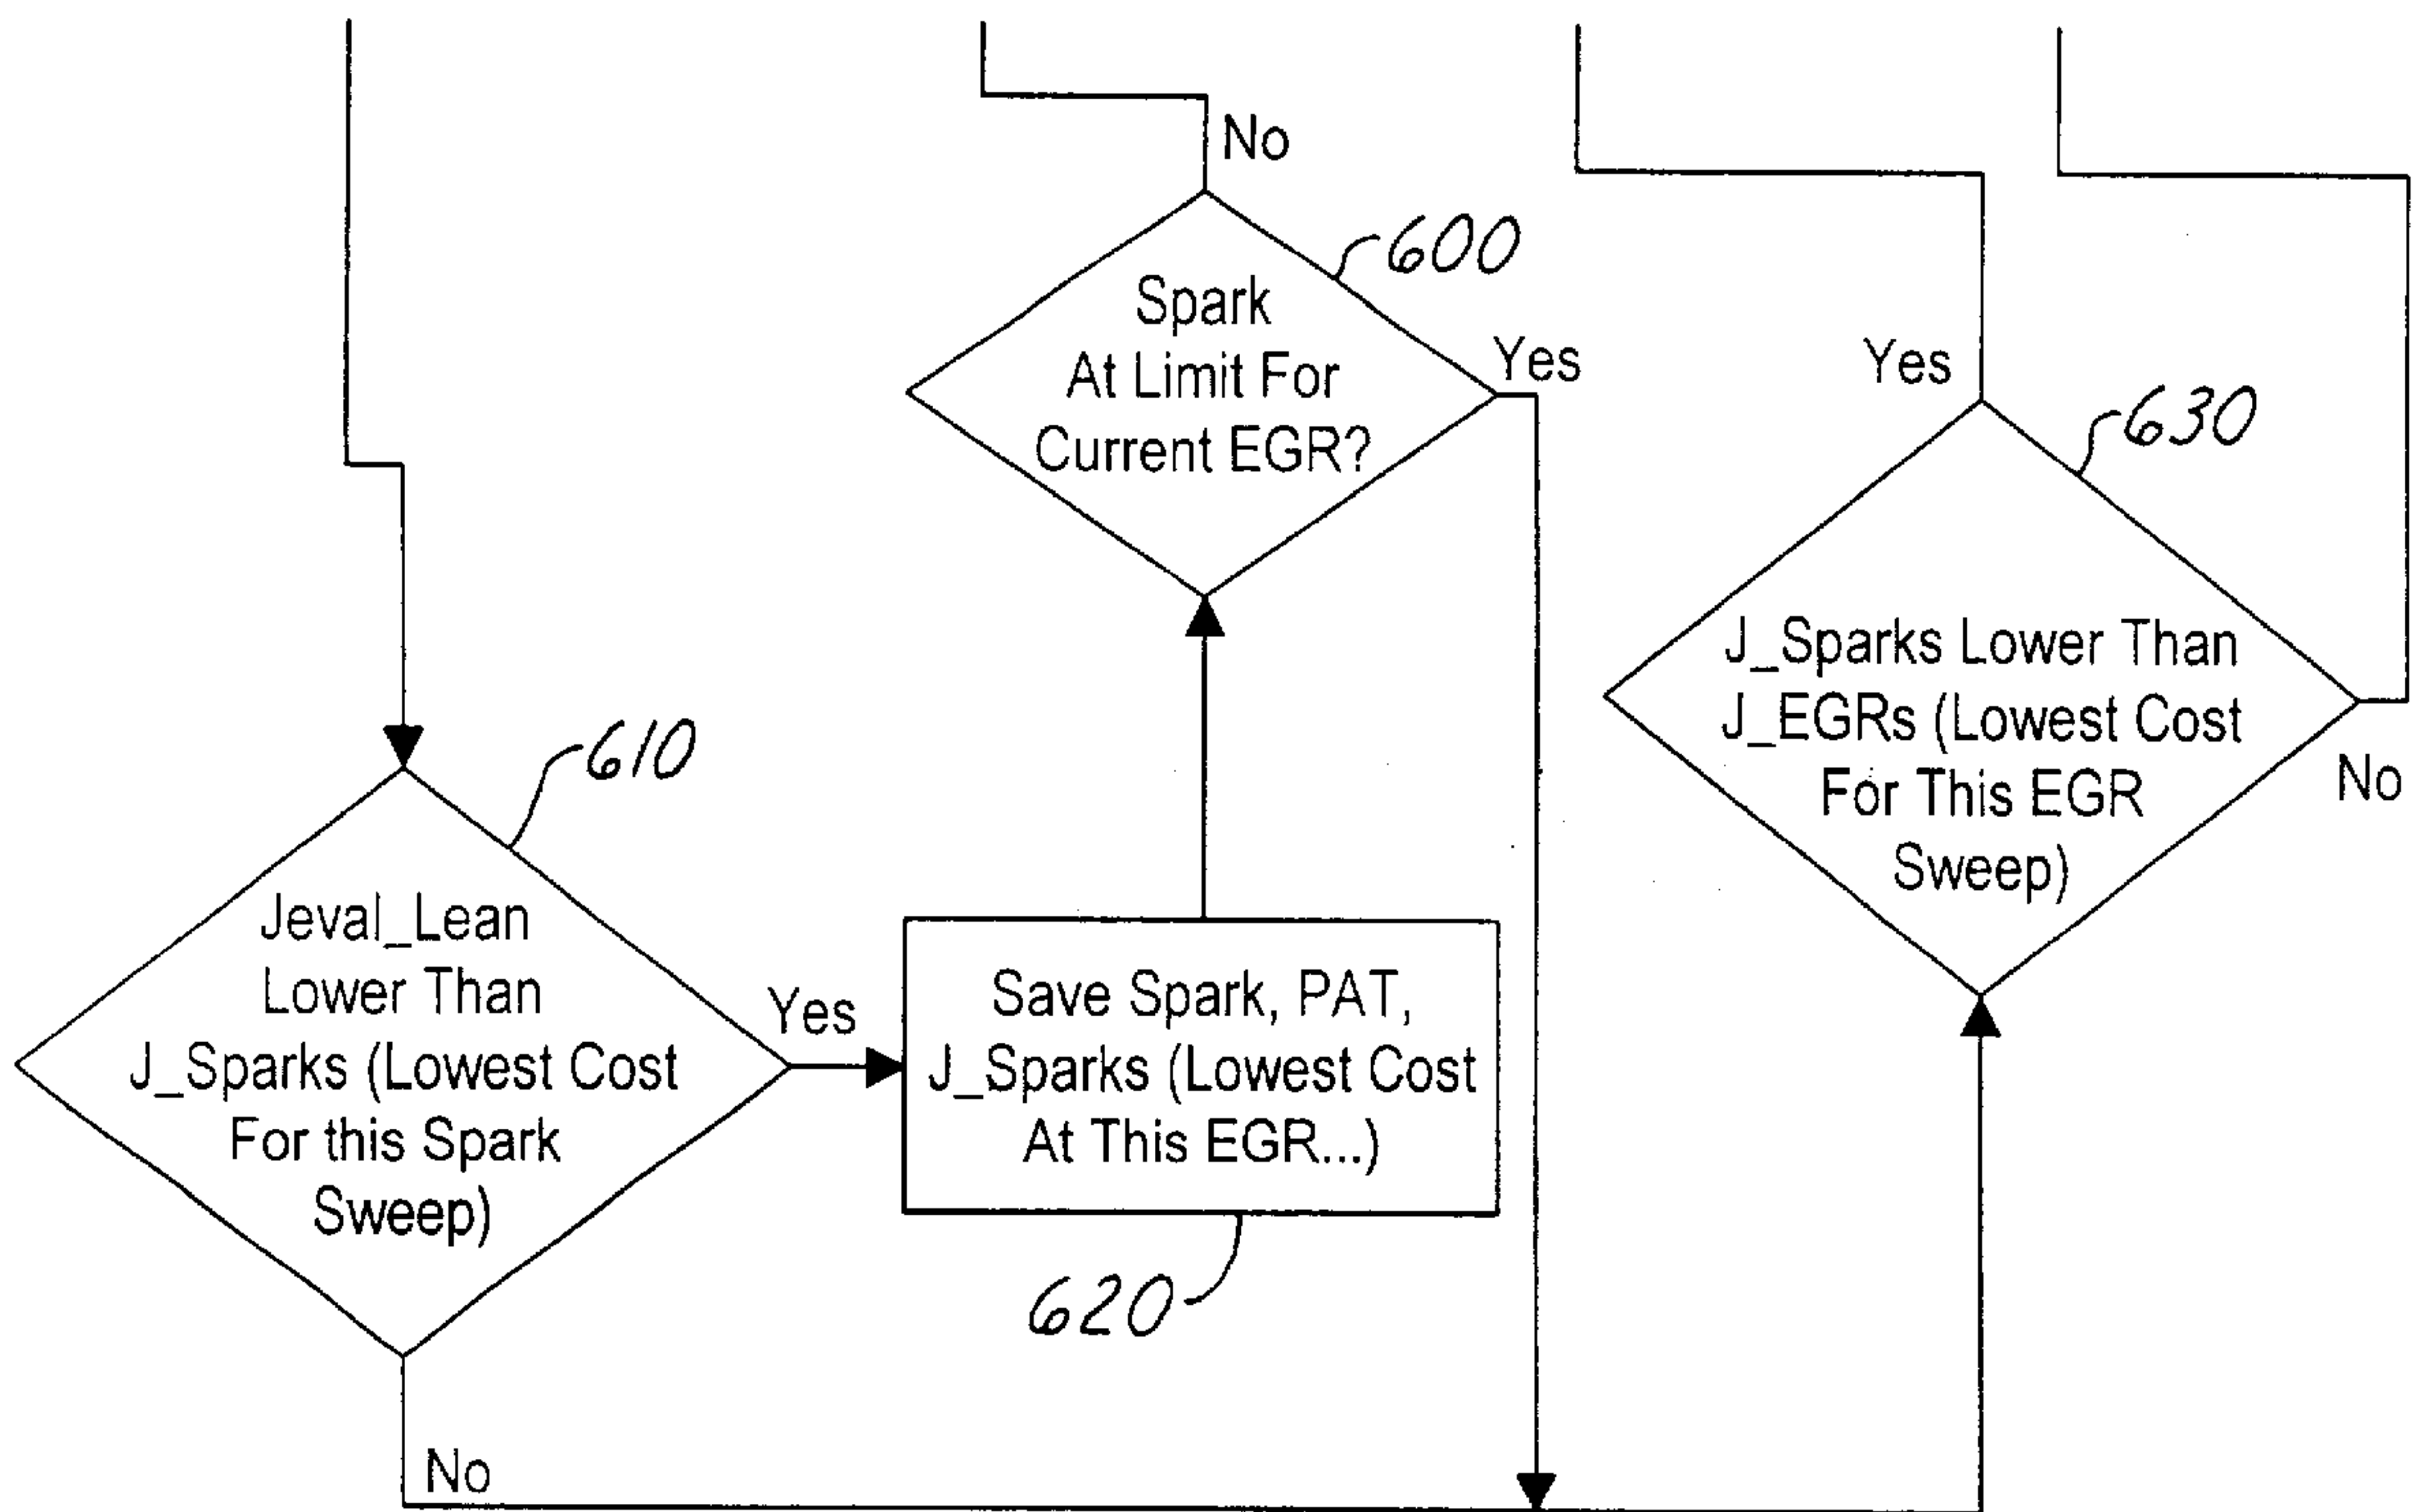 No
600
Spark
At Limit For
Current EGR?
Yes
Yes
630
J_Sparks Lower Than
J_EGRs (Lowest Cost
For This EGR
Sweep)
No
610
Jeval_Lean
Lower Than
J_Sparks (Lowest Cost
For this Spark
Sweep)
Yes
Save Spark, PAT,
J_Sparks (Lowest Cost
At This EGR...)
620
No